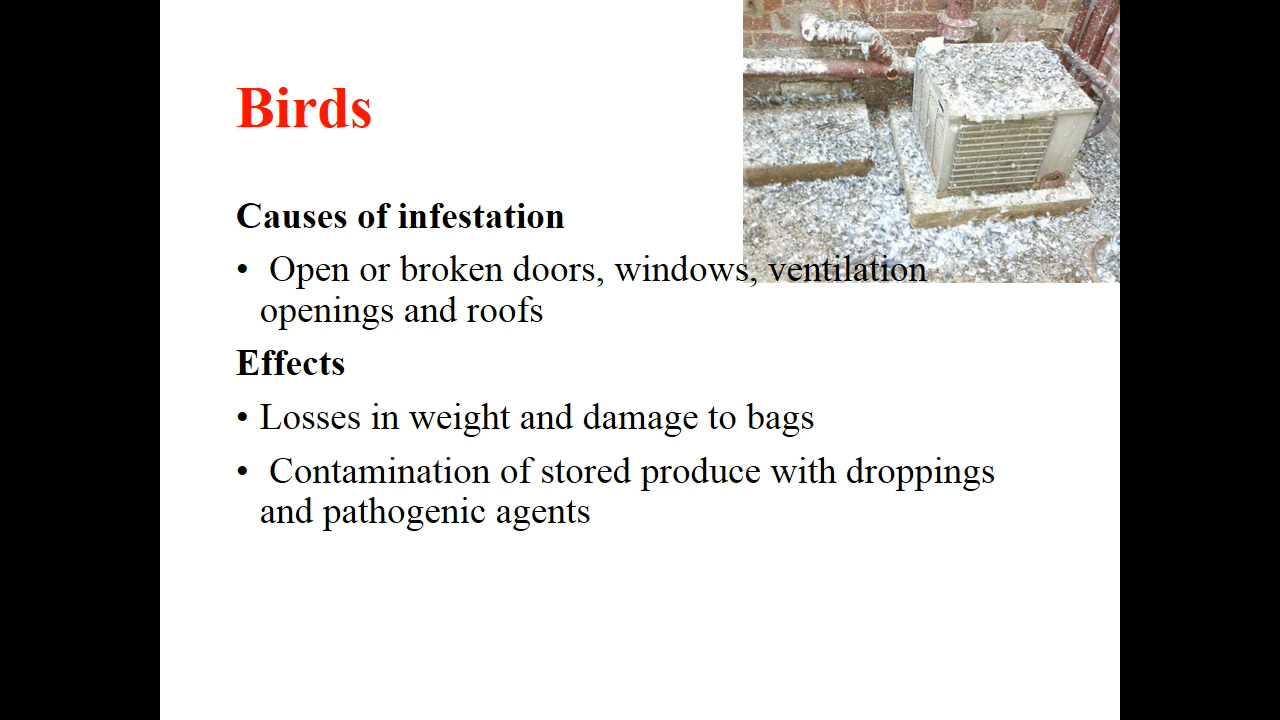 Birds
Causes of infestation
• Open or broken doors, windows, ventilation
openings and roofs
Effects
• Losses in weight and damage to bags
• Contamination of stored produce with droppings
and pathogenic agents